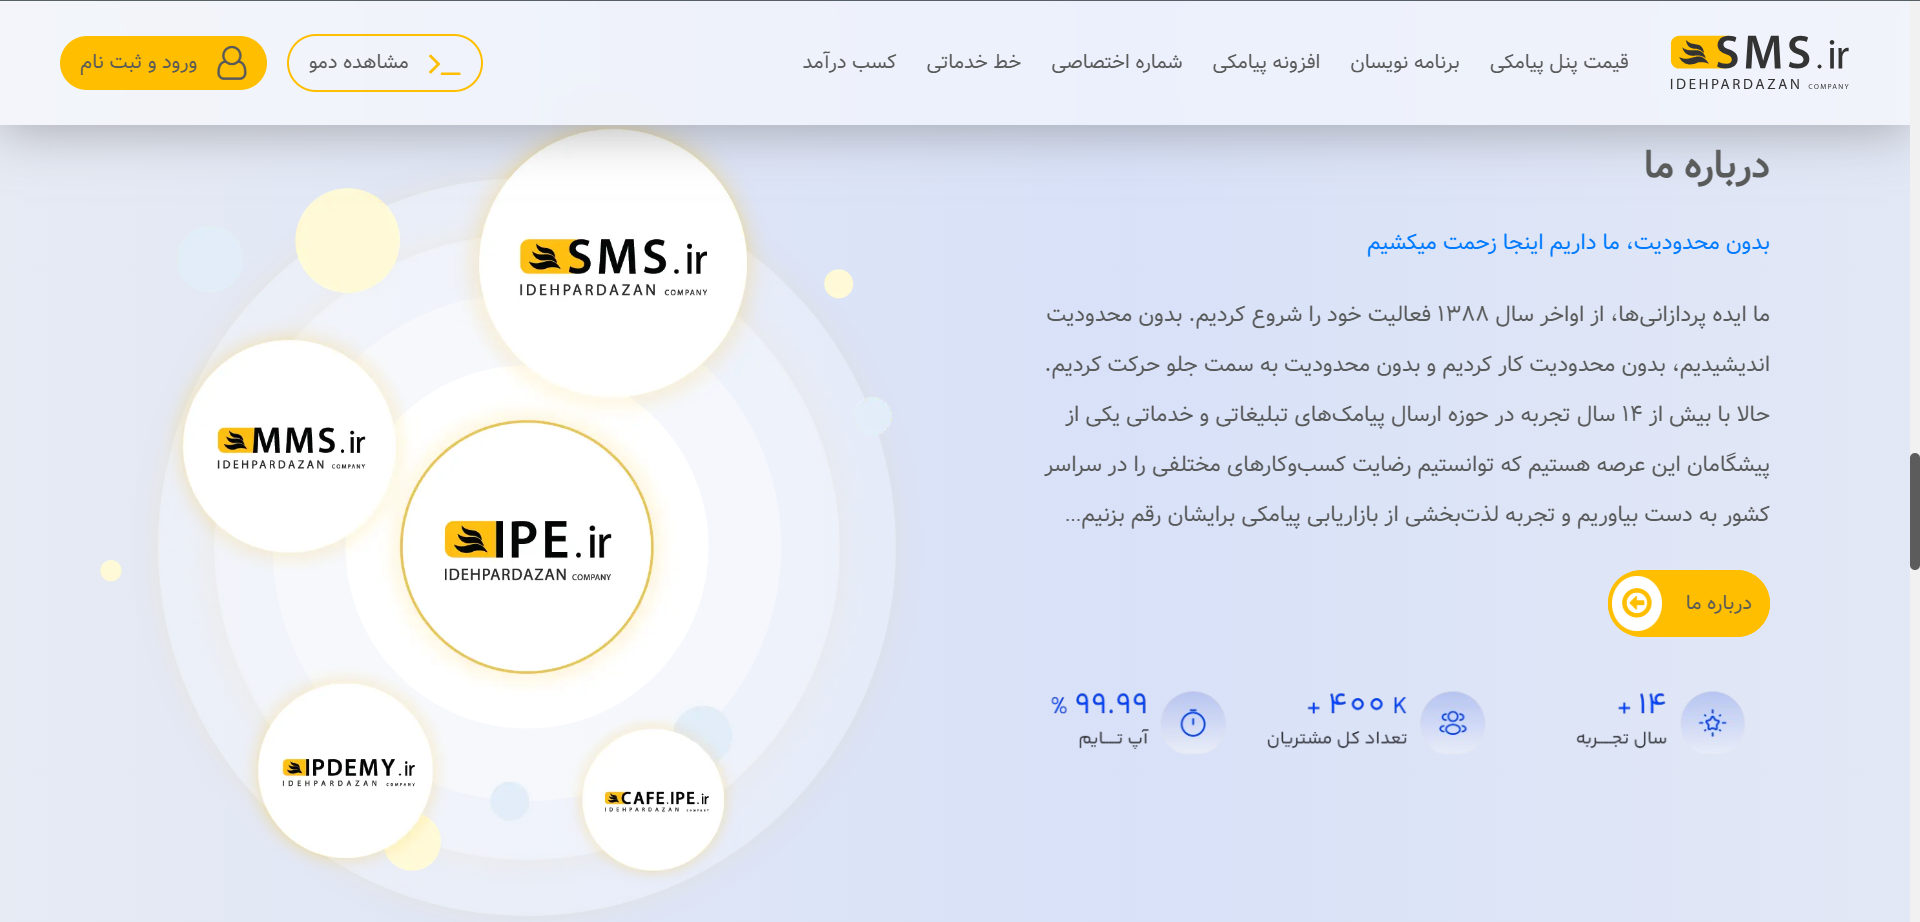 SMS.ir
IDEHPARDAZAN COMPANY
قیمت پنل پیامکی
برنامه نویسان
افزونه پیامکی
شماره اختصاصی
خط خدماتی
کسب درآمد
مشاهده دمو
ورود و ثبت نام
درباره ما
بدون محدودیت، ما داریم اینجا زحمت میکشیم
ما ایده پردازانی‌ها، از اواخر سال ۱۳۸۸ فعالیت خود را شروع کردیم. بدون محدودیت
اندیشیدیم، بدون محدودیت کار کردیم و بدون محدودیت به سمت جلو حرکت کردیم.
حالا با بیش از ۱۴ سال تجربه در حوزه ارسال پیامک‌های تبلیغاتی و خدماتی یکی از
پیشگامان این عرصه هستیم که توانستیم رضایت کسب‌وکارهای مختلفی را در سراسر
کشور به دست بیاوریم و تجربه لذت‌بخشی از بازاریابی پیامکی برایشان رقم بزنیم...
درباره ما
۱۴ +
سال تجـــربه
۴۰۰ K +
تعداد کل مشتریان
۹۹.۹۹ %
آپ تـــایم
SMS.ir
IDEHPARDAZAN COMPANY
MMS.ir
IDEHPARDAZAN COMPANY
IPE.ir
IDEHPARDAZAN COMPANY
IPDEMY.ir
IDEHPARDAZAN COMPANY
CAFE.IPE.ir
IDEHPARDAZAN COMPANY